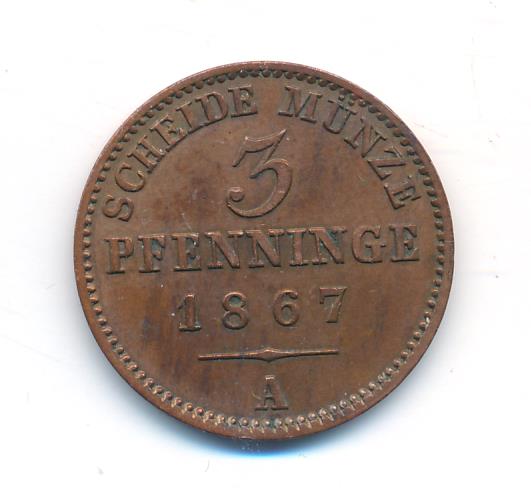 SCHEIDE MÜNZE
3
PFENNINGE
1867
A